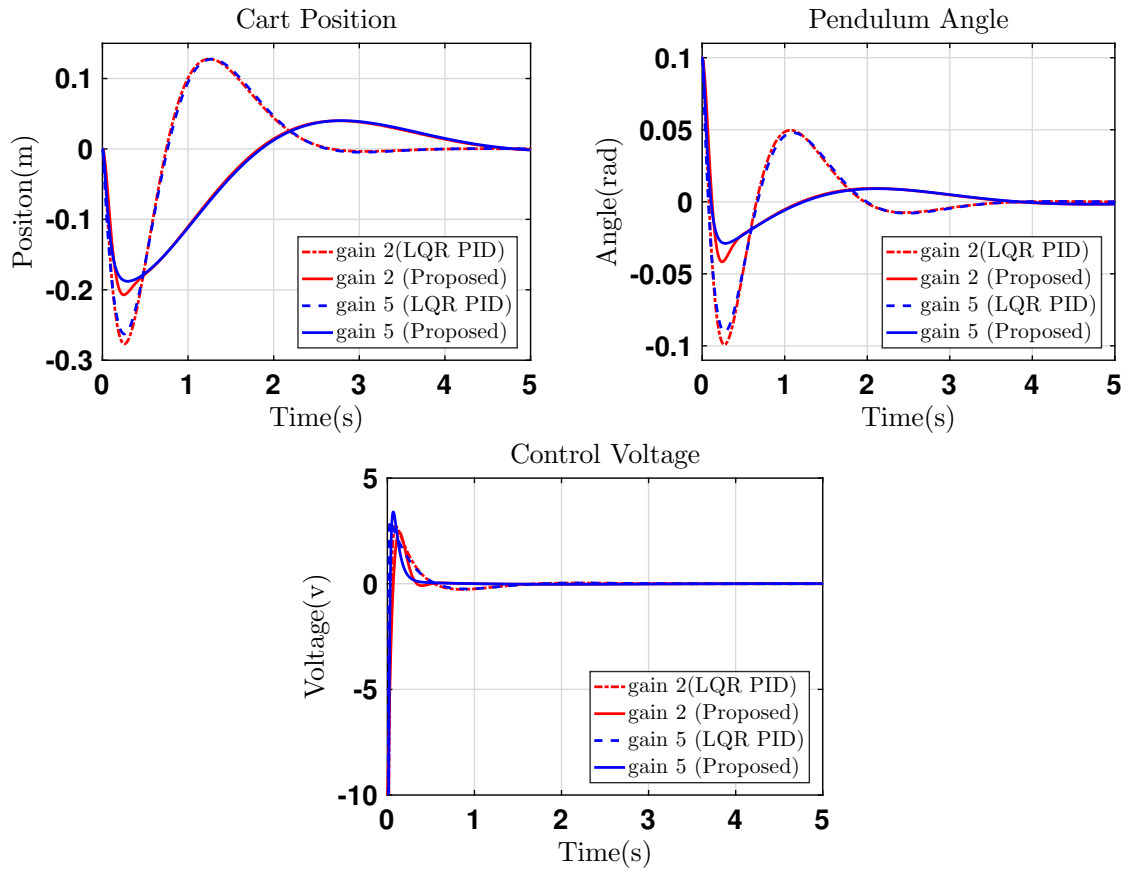 Cart Position
Positon(m)
0.1
0
-0.1
-0.2
-0.3
0 1 2 3 4 5
Time(s)
gain 2(LQR PID)
gain 2 (Proposed)
gain 5 (LQR PID)
gain 5 (Proposed)
Pendulum Angle
Angle(rad)
0.1
0.05
0
-0.05
-0.1
0 1 2 3 4 5
Time(s)
gain 2(LQR PID)
gain 2 (Proposed)
gain 5 (LQR PID)
gain 5 (Proposed)
Control Voltage
Voltage(v)
5
0
-5
-10
0 1 2 3 4 5
Time(s)
gain 2(LQR PID)
gain 2 (Proposed)
gain 5 (LQR PID)
gain 5 (Proposed)